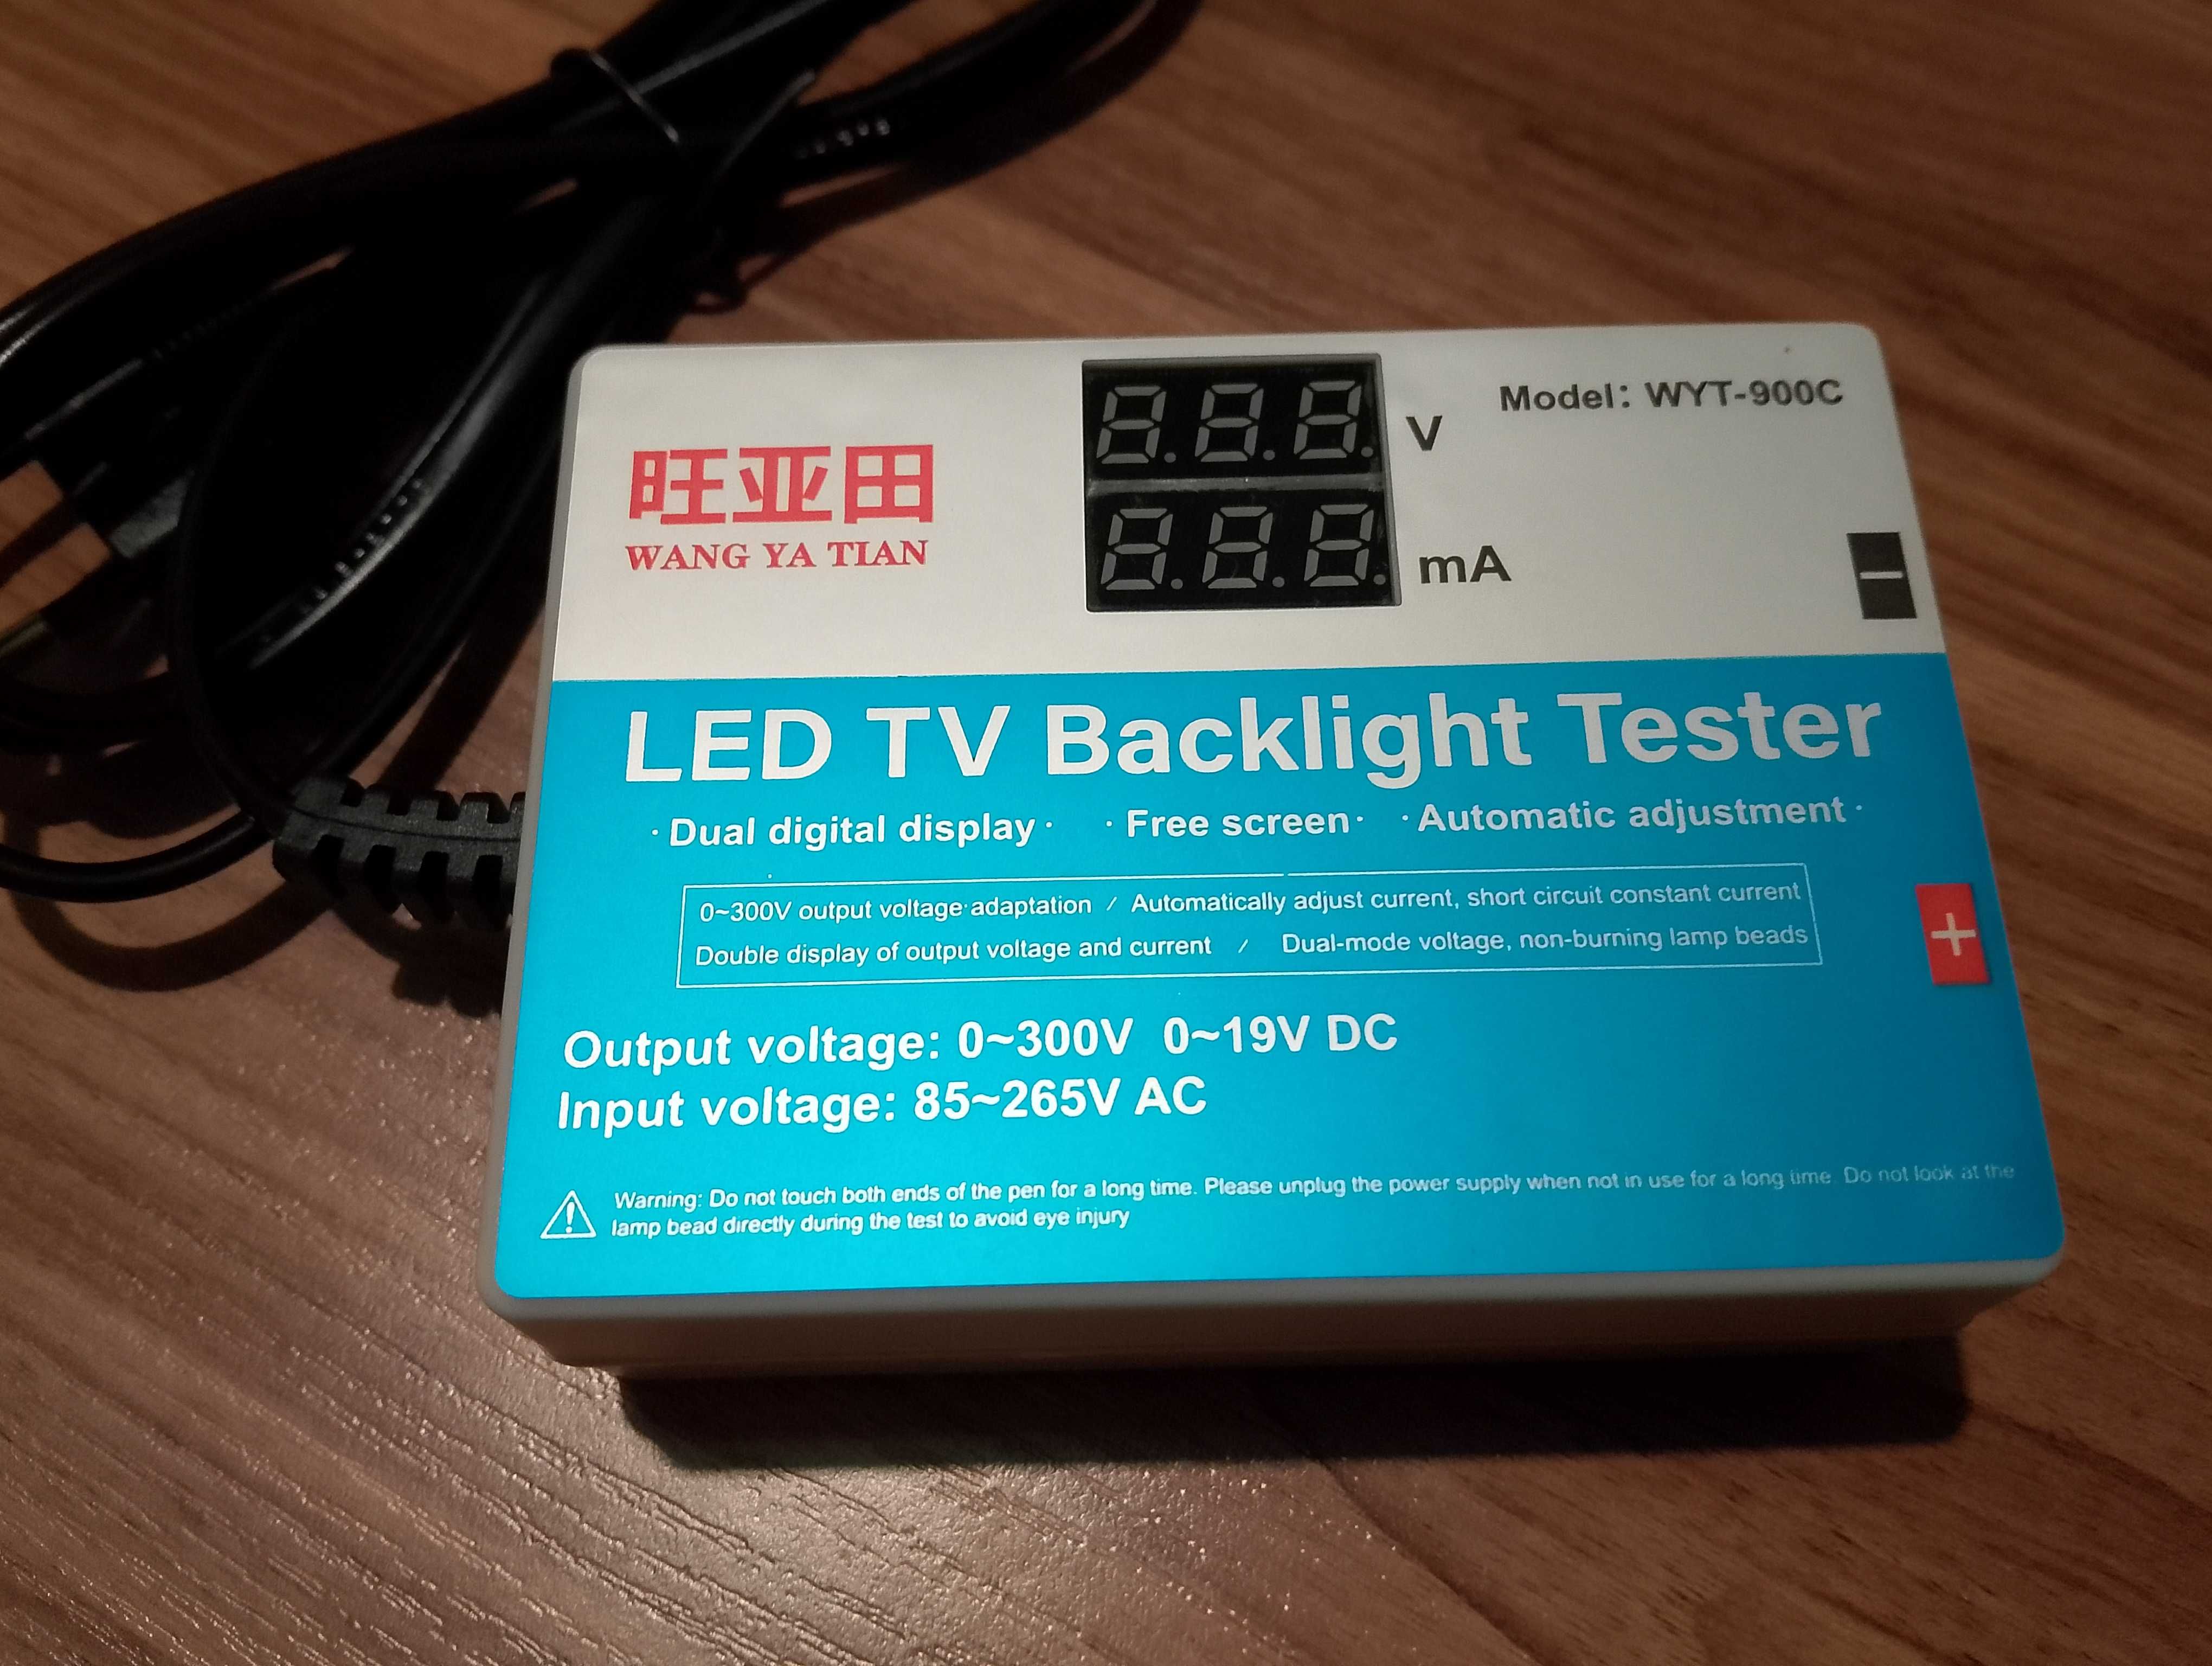 Model: WYT-900C
V
旺亚田
WANG YA TIAN
mA
−
LED TV Backlight Tester
· Dual digital display · · Free screen · · Automatic adjustment ·
0~300V output voltage adaptation / Automatically adjust current, short circuit constant current
Double display of output voltage and current / Dual-mode voltage, non-burning lamp beads
+
Output voltage: 0~300V 0~19V DC
Input voltage: 85~265V AC
Warning: Do not touch both ends of the pen for a long time. Please unplug the power supply when not in use for a long time. Do not look at the
lamp bead directly during the test to avoid eye injury